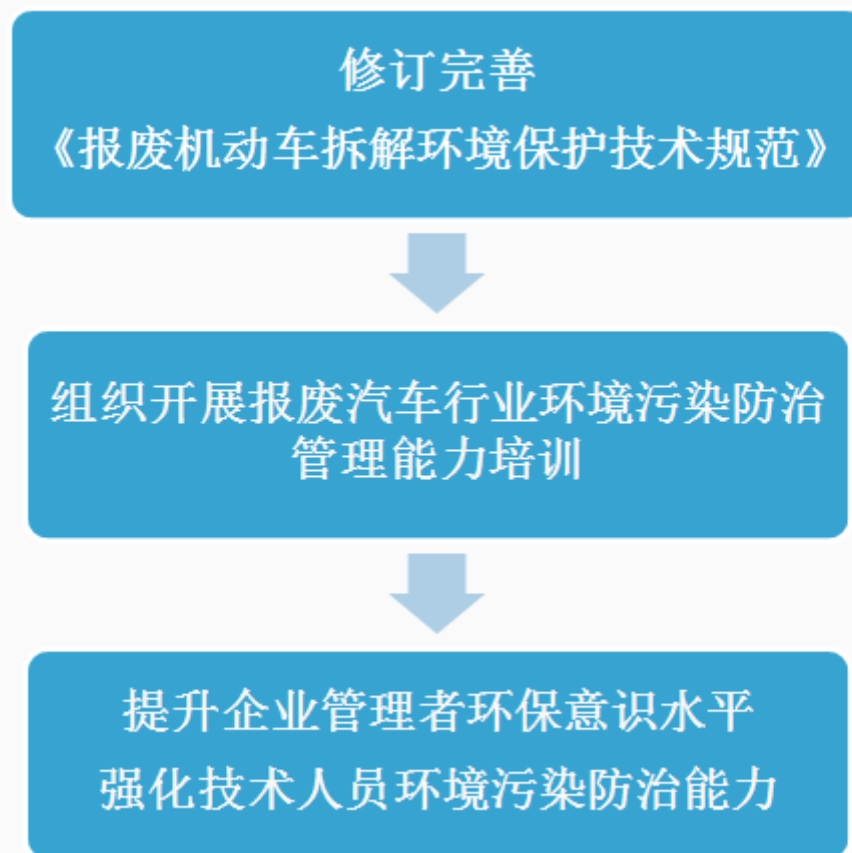 修订完善
《报废机动车拆解环境保护技术规范》
组织开展报废汽车行业环境污染防治
管理能力培训
提升企业管理者环保意识水平
强化技术人员环境污染防治能力